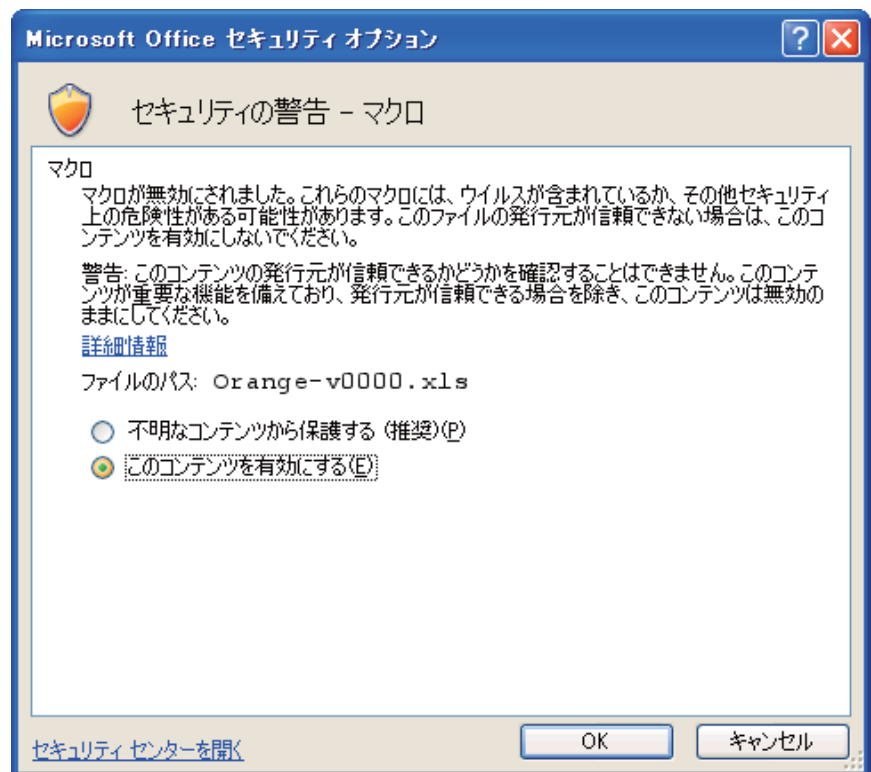 Microsoft Office セキュリティ オプション
セキュリティの警告 - マクロ
マクロ
マクロが無効にされました。これらのマクロには、ウイルスが含まれているか、その他セキュリティ
上の危険性がある可能性があります。このファイルの発行元が信頼できない場合は、このコ
ンテンツを有効にしないでください。
警告: このコンテンツの発行元が信頼できるかどうかを確認することはできません。このコンテ
ンツが重要な機能を備えており、発行元が信頼できる場合を除き、このコンテンツは無効の
ままにしてください。
詳細情報
ファイルのパス: Orange-v0000.xls
不明なコンテンツから保護する (推奨)(P)
このコンテンツを有効にする(E)
セキュリティ センターを開く
OK
キャンセル